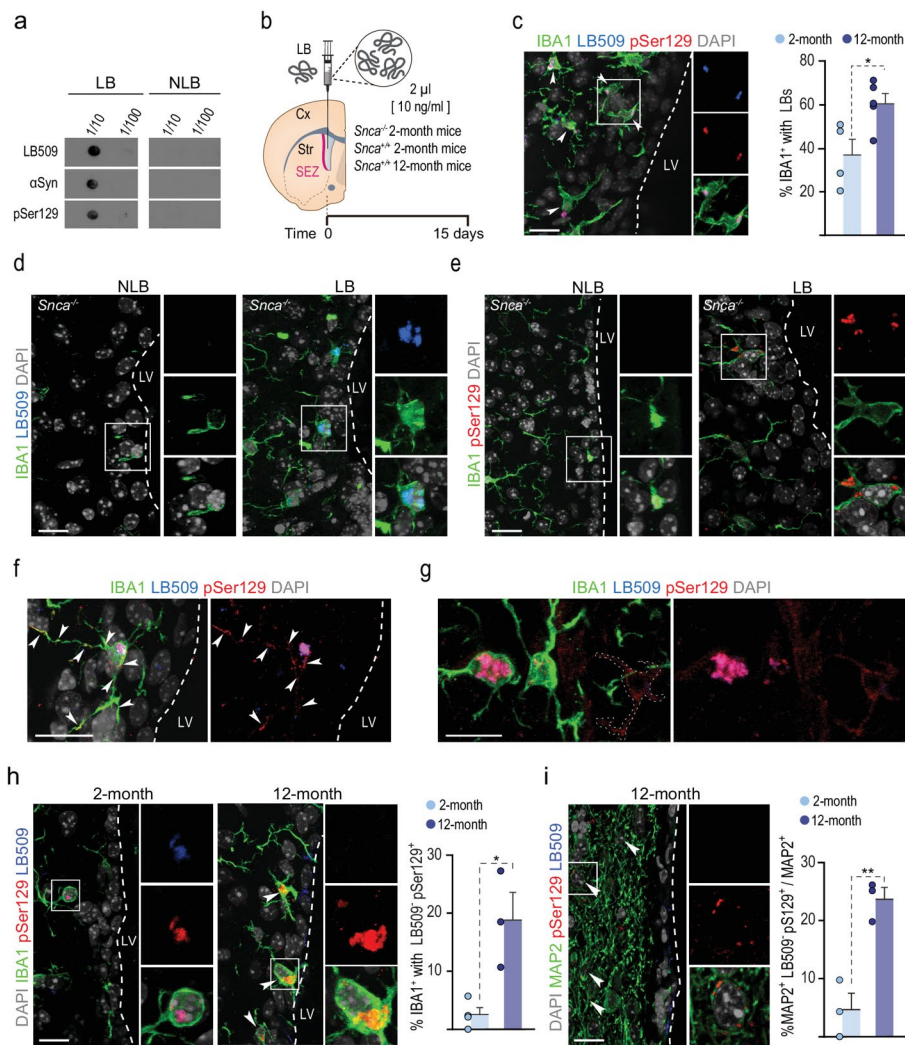 a
LB NLB
1/10 1/100 1/10 1/100
LB509
αSyn
pSer129
b
LB
2 µl
[ 10 ng/ml ]
Cx
Str
SEZ
Snca-/- 2-month mice
Snca+/+ 2-month mice
Snca+/+ 12-month mice
Time 0 15 days
c
IBA1 LB509 pSer129 DAPI
LV
2-month 12-month
*
% IBA1+ with LBs
80
60
40
20
d
NLB LB
Snca-/- Snca-/-
LV LV
IBA1 LB509 DAPI
e
NLB LB
Snca-/- Snca-/-
LV LV
IBA1 pSer129 DAPI
f
IBA1 LB509 pSer129 DAPI
LV LV
g
IBA1 LB509 pSer129 DAPI
h
2-month 12-month
DAPI IBA1 pSer129 LB509
LV LV
2-month
12-month
*
% IBA1+ with LB509- pSer129+
30
20
10
0
i
12-month
DAPI MAP2 pSer129 LB509
LV
2-month
12-month
**
%MAP2+ LB509- pS129+ / MAP2+
30
20
10
0